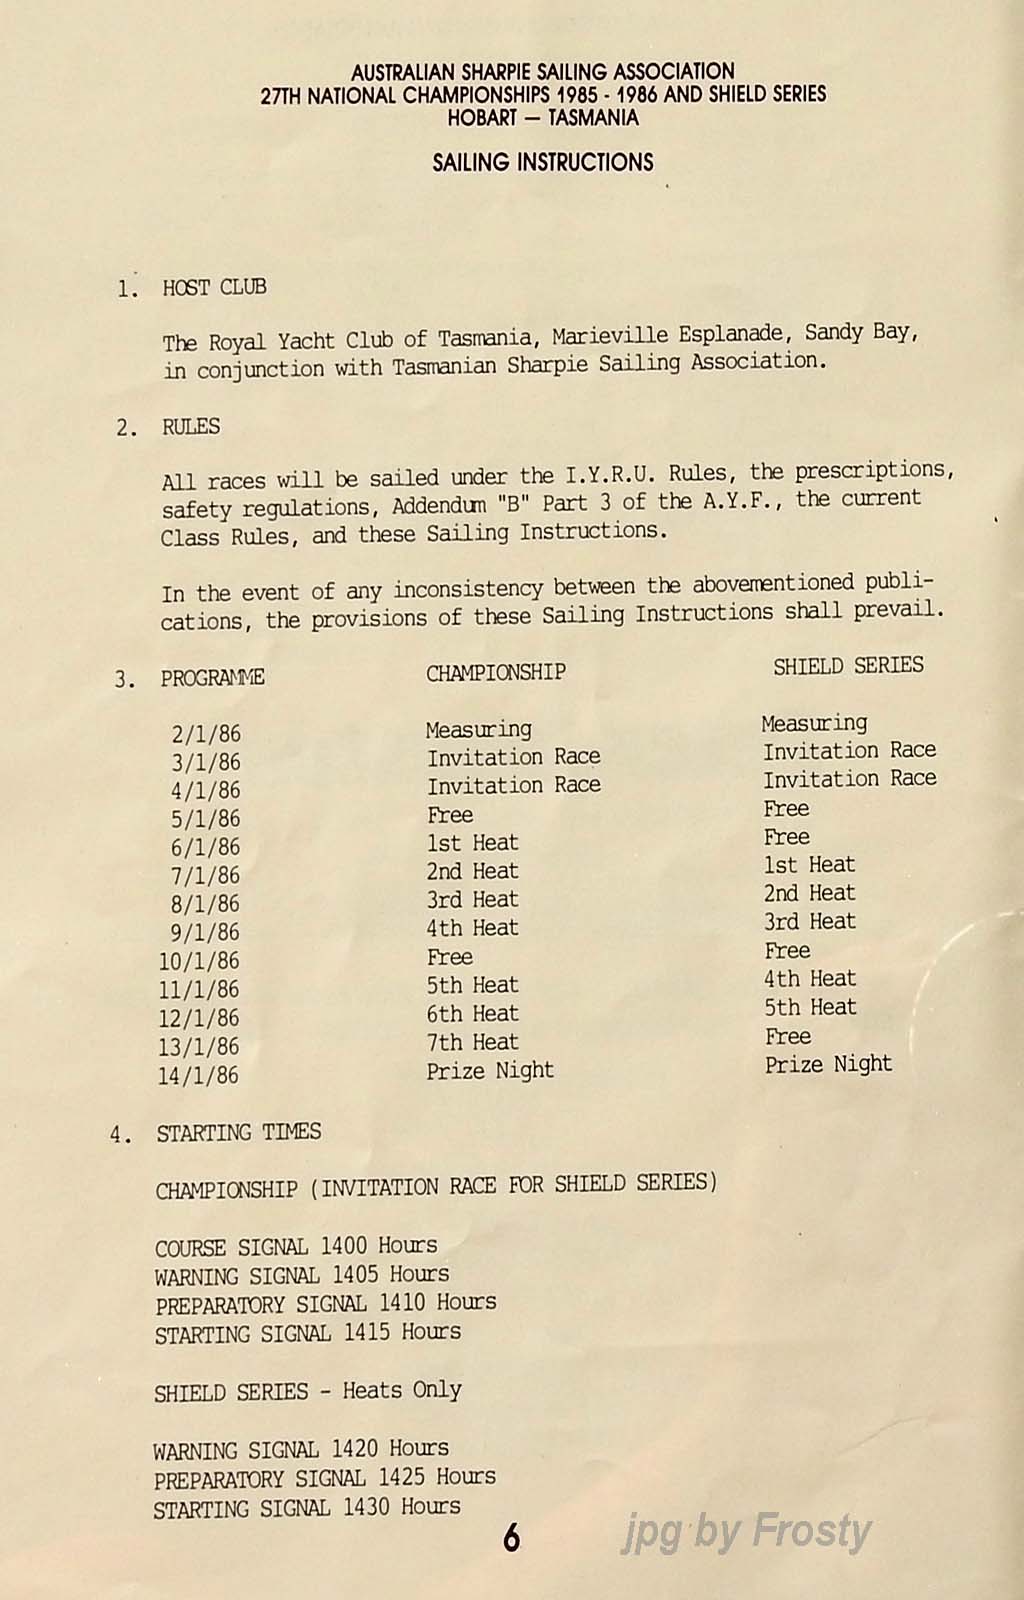 AUSTRALIAN SHARPIE SAILING ASSOCIATION
27TH NATIONAL CHAMPIONSHIPS 1985 - 1986 AND SHIELD SERIES
HOBART — TASMANIA
SAILING INSTRUCTIONS
1. HOST CLUB
The Royal Yacht Club of Tasmania, Marieville Esplanade, Sandy Bay,
in conjunction with Tasmanian Sharpie Sailing Association.
2. RULES
All races will be sailed under the I.Y.R.U. Rules, the prescriptions,
safety regulations, Addendum "B" Part 3 of the A.Y.F., the current
Class Rules, and these Sailing Instructions.
In the event of any inconsistency between the abovementioned publi-
cations, the provisions of these Sailing Instructions shall prevail.
3. PROGRAMME CHAMPIONSHIP SHIELD SERIES
2/1/86 Measuring Measuring
3/1/86 Invitation Race Invitation Race
4/1/86 Invitation Race Invitation Race
5/1/86 Free Free
6/1/86 1st Heat Free
7/1/86 2nd Heat 1st Heat
8/1/86 3rd Heat 2nd Heat
9/1/86 4th Heat 3rd Heat
10/1/86 Free Free
11/1/86 5th Heat 4th Heat
12/1/86 6th Heat 5th Heat
13/1/86 7th Heat Free
14/1/86 Prize Night Prize Night
4. STARTING TIMES
CHAMPIONSHIP (INVITATION RACE FOR SHIELD SERIES)
COURSE SIGNAL 1400 Hours
WARNING SIGNAL 1405 Hours
PREPARATORY SIGNAL 1410 Hours
STARTING SIGNAL 1415 Hours
SHIELD SERIES - Heats Only
WARNING SIGNAL 1420 Hours
PREPARATORY SIGNAL 1425 Hours
STARTING SIGNAL 1430 Hours
6
jpg by Frosty